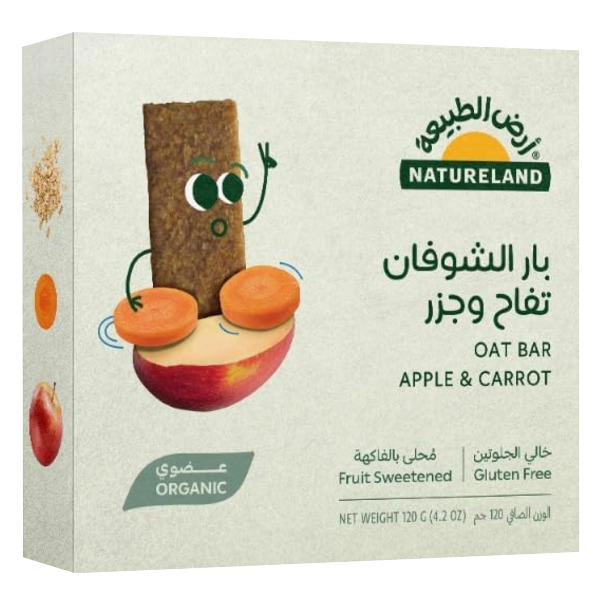 أرض الطبيعة
NATURELAND
بار الشوفان
تفاح وجزر
OAT BAR
APPLE & CARROT
مُحلى بالفاكهة
Fruit Sweetened
خالي الجلوتين
Gluten Free
عضوي
ORGANIC
NET WEIGHT 120 G (4.2 OZ) الوزن الصافي 120 جم